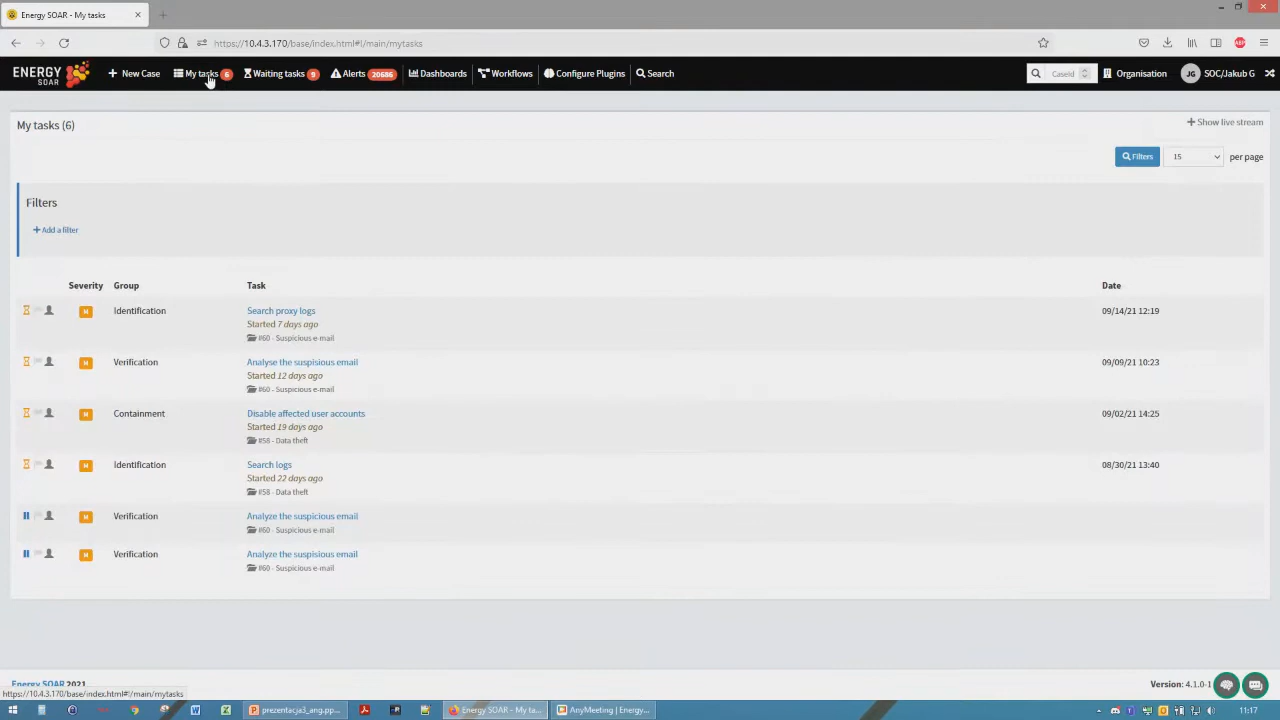 Energy SOAR - My tasks
https://10.4.3.170/base/index.html#!/main/mytasks
ENERGY
SOAR
New Case
My tasks 6
Waiting tasks 9
Alerts 20686
Dashboards
Workflows
Configure Plugins
Search
CaseId
Organisation
JG SOC/Jakub G
My tasks (6)
Show live stream
Filters
15
per page
Filters
Add a filter
Severity Group Task Date
M Identification Search proxy logs 09/14/21 12:19
Started 7 days ago
#60 - Suspicious e-mail
M Verification Analyse the suspisious email 09/09/21 10:23
Started 12 days ago
#60 - Suspicious e-mail
M Containment Disable affected user accounts 09/02/21 14:25
Started 19 days ago
#58 - Data theft
M Identification Search logs 08/30/21 13:40
Started 22 days ago
#58 - Data theft
M Verification Analyze the suspisious email
#60 - Suspicious e-mail
M Verification Analyze the suspisious email
#60 - Suspicious e-mail
Energy SOAR 2021
Version: 4.1.0-1
https://10.4.3.170/base/index.html#!/main/mytasks
prezentacja3_ang.pp...
Energy SOAR - My ta...
AnyMeeting | Energy...
11:17